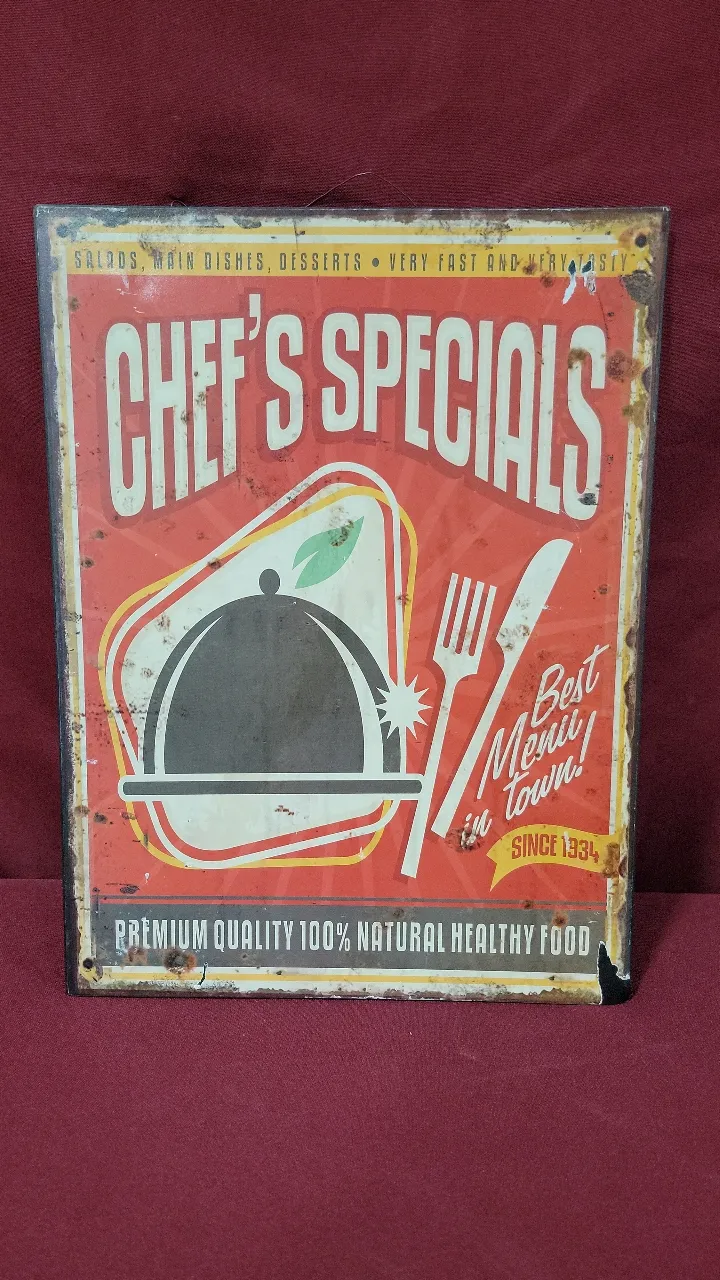 SALADS, MAIN DISHES, DESSERTS • VERY FAST AND VERY TASTY
CHEF'S SPECIALS
Best
Menu
in town!
SINCE 1934
PREMIUM QUALITY 100% NATURAL HEALTHY FOOD